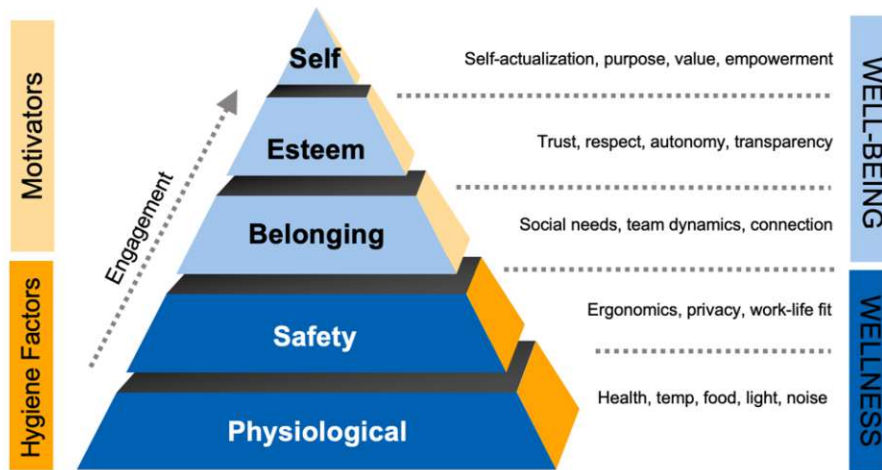 Motivators
Hygiene Factors
Engagement
Self
Esteem
Belonging
Safety
Physiological
Self-actualization, purpose, value, empowerment
Trust, respect, autonomy, transparency
Social needs, team dynamics, connection
Ergonomics, privacy, work-life fit
Health, temp, food, light, noise
WELL-BEING
WELLNESS